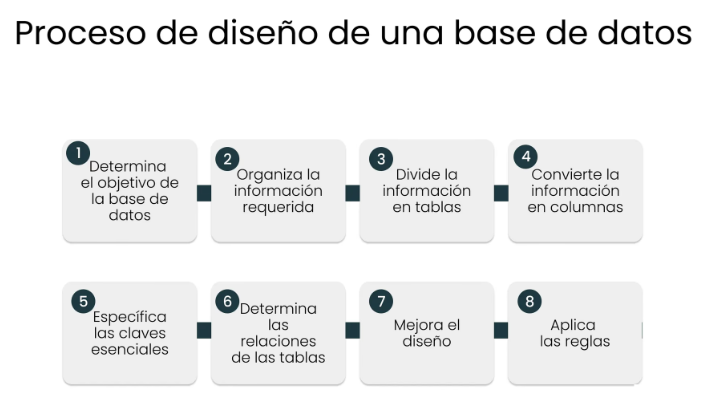 Proceso de diseño de una base de datos
1
Determina
el objetivo de
la base de
datos
2
Organiza la
información
requerida
3
Divide la
información
en tablas
4
Convierte la
información
en columnas
5
Específica
las claves
esenciales
6
Determina
las
relaciones
de las tablas
7
Mejora el
diseño
8
Aplica
las reglas